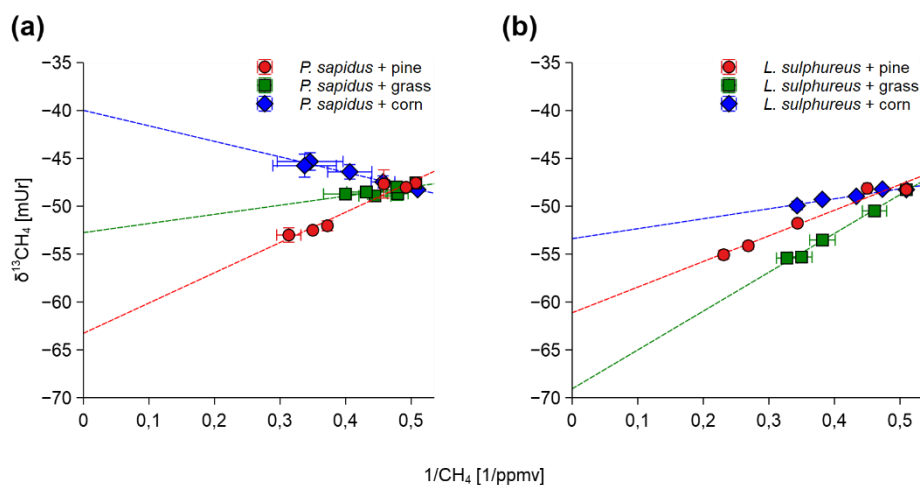 (a)
P. sapidus + pine
P. sapidus + grass
P. sapidus + corn
δ¹³CH₄ [mUr]
−35
−40
−45
−50
−55
−60
−65
−70
0
0,1
0,2
0,3
0,4
0,5
(b)
L. sulphureus + pine
L. sulphureus + grass
L. sulphureus + corn
−35
−40
−45
−50
−55
−60
−65
−70
0
0,1
0,2
0,3
0,4
0,5
1/CH₄ [1/ppmv]